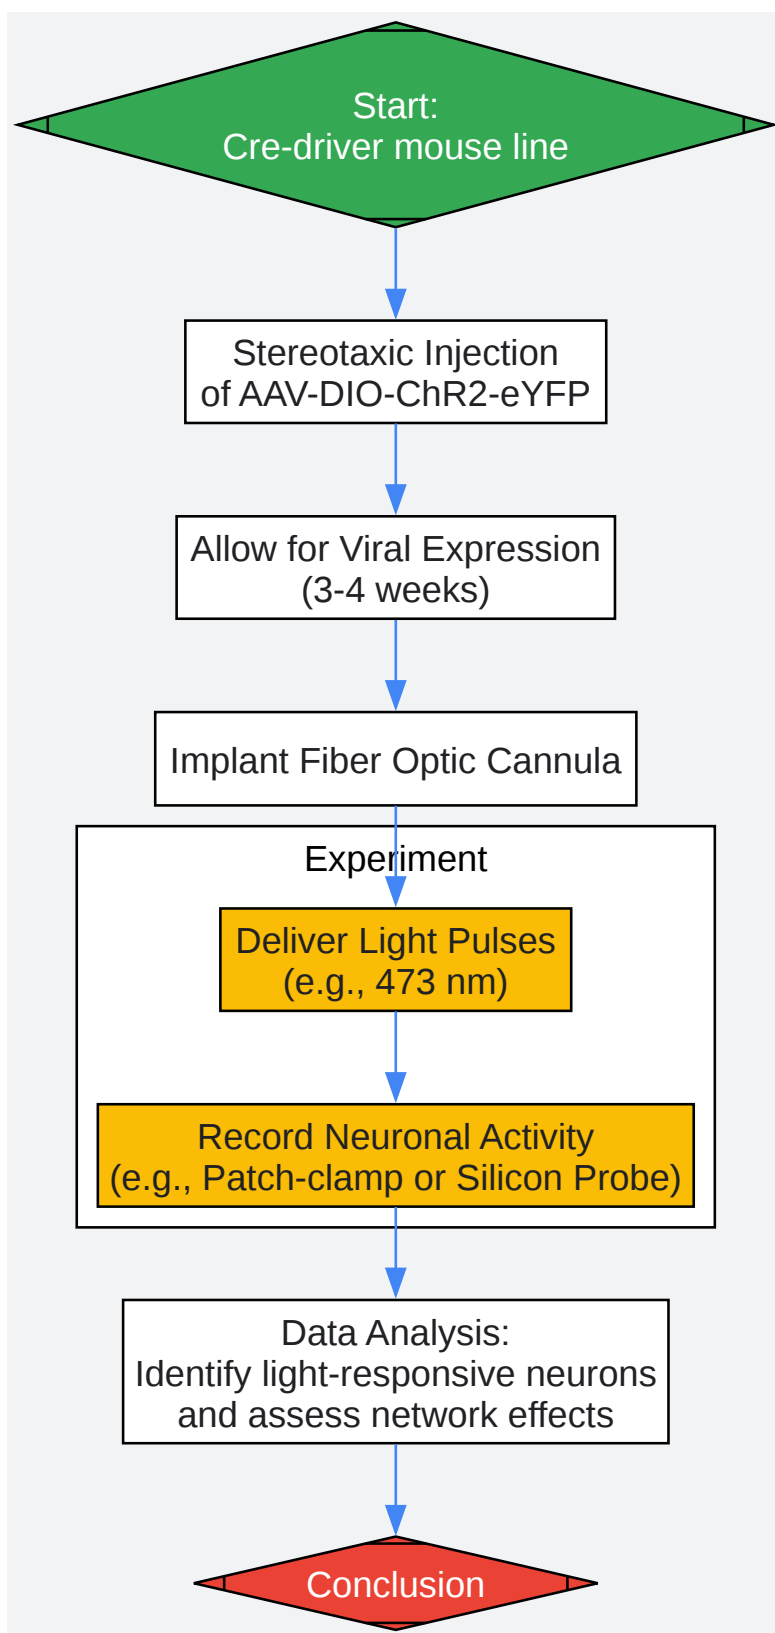 Start:
Cre-driver mouse line
Stereotaxic Injection
of AAV-DIO-ChR2-eYFP
Allow for Viral Expression
(3-4 weeks)
Implant Fiber Optic Cannula
Experiment
Deliver Light Pulses
(e.g., 473 nm)
Record Neuronal Activity
(e.g., Patch-clamp or Silicon Probe)
Data Analysis:
Identify light-responsive neurons
and assess network effects
Conclusion